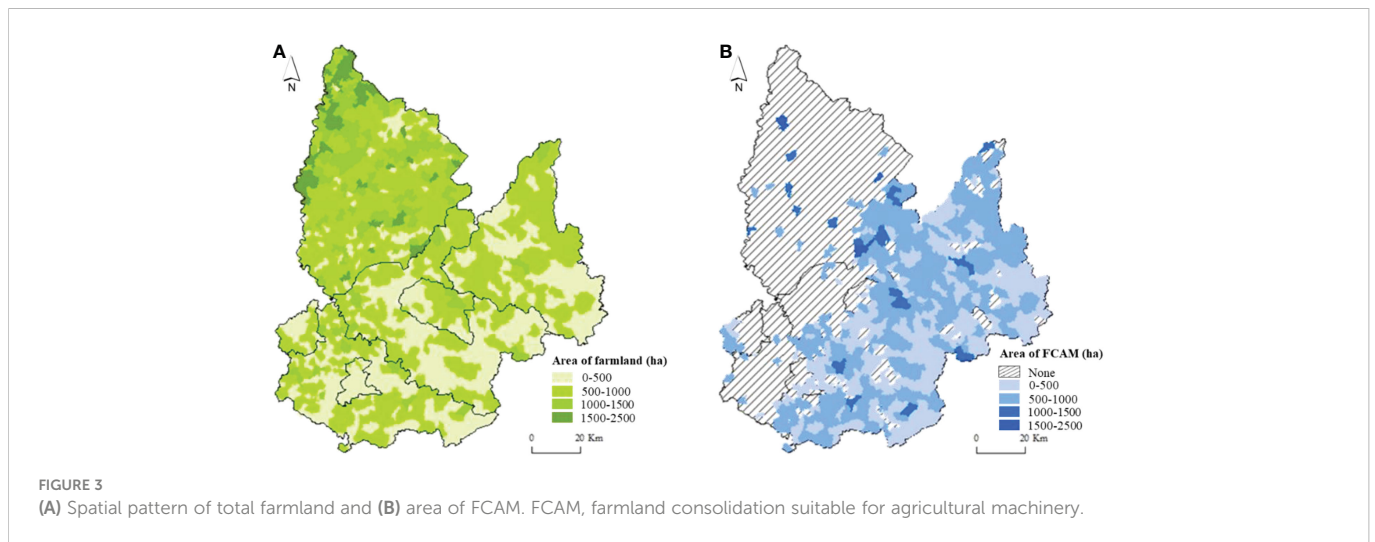 A
N
Area of farmland (ha)
0-500
500-1000
1000-1500
1500-2500
0 20 Km
B
N
Area of FCAM (ha)
None
0-500
500-1000
1000-1500
1500-2500
0 20 Km
FIGURE 3
(A) Spatial pattern of total farmland and (B) area of FCAM. FCAM, farmland consolidation suitable for agricultural machinery.